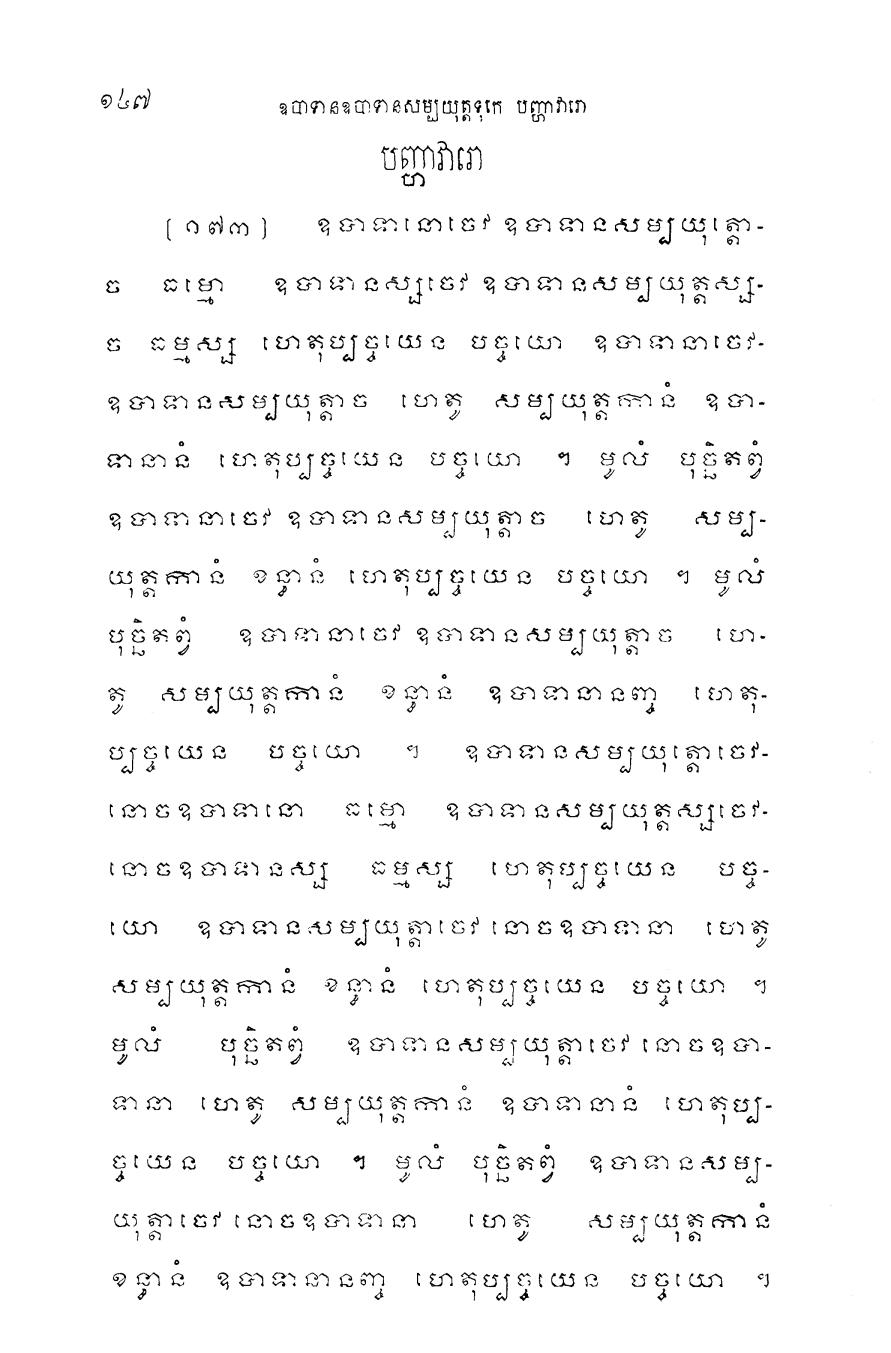 ១៤៧ ឧបាទានឧបាទានសម្បយុត្តទុកេ បញ្ហាវារោ
បញ្ហាវារោ
[១៧៣] ឧបាទានោចេវ ឧបាទានសម្បយុត្តោ-
ច ធម្មោ ឧបាទានស្សចេវ ឧបាទានសម្បយុត្តស្ស-
ច ធម្មស្ស ហេតុប្បច្ចយេន បច្ចយោ ឧបាទានាចេវ-
ឧបាទានសម្បយុត្តាច ហេតូ សម្បយុត្តកានំ ឧបា-
ទានានំ ហេតុប្បច្ចយេន បច្ចយោ ។ មូលំ បុច្ឆិតព្វំ
ឧបាទានាចេវ ឧបាទានសម្បយុត្តាច ហេតូ សម្ប-
យុត្តកានំ ខន្ធានំ ហេតុប្បច្ចយេន បច្ចយោ ។ មូលំ
បុច្ឆិតព្វំ ឧបាទានាចេវ ឧបាទានសម្បយុត្តាច ហេ-
តូ សម្បយុត្តកានំ ខន្ធានំ ឧបាទានានញ្ច ហេតុ-
ប្បច្ចយេន បច្ចយោ ។ ឧបាទានសម្បយុត្តោចេវ-
នោចឧបាទានោ ធម្មោ ឧបាទានសម្បយុត្តស្សចេវ-
នោចឧបាទានស្ស ធម្មស្ស ហេតុប្បច្ចយេន បច្ច-
យោ ឧបាទានសម្បយុត្តាចេវ នោចឧបាទានា ហេតូ
សម្បយុត្តកានំ ខន្ធានំ ហេតុប្បច្ចយេន បច្ចយោ ។
មូលំ បុច្ឆិតព្វំ ឧបាទានសម្បយុត្តាចេវ នោចឧបា-
ទានា ហេតូ សម្បយុត្តកានំ ឧបាទានានំ ហេតុប្ប-
ច្ចយេន បច្ចយោ ។ មូលំ បុច្ឆិតព្វំ ឧបាទានសម្ប-
យុត្តាចេវ នោចឧបាទានា ហេតូ សម្បយុត្តកានំ
ខន្ធានំ ឧបាទានានញ្ច ហេតុប្បច្ចយេន បច្ចយោ ។